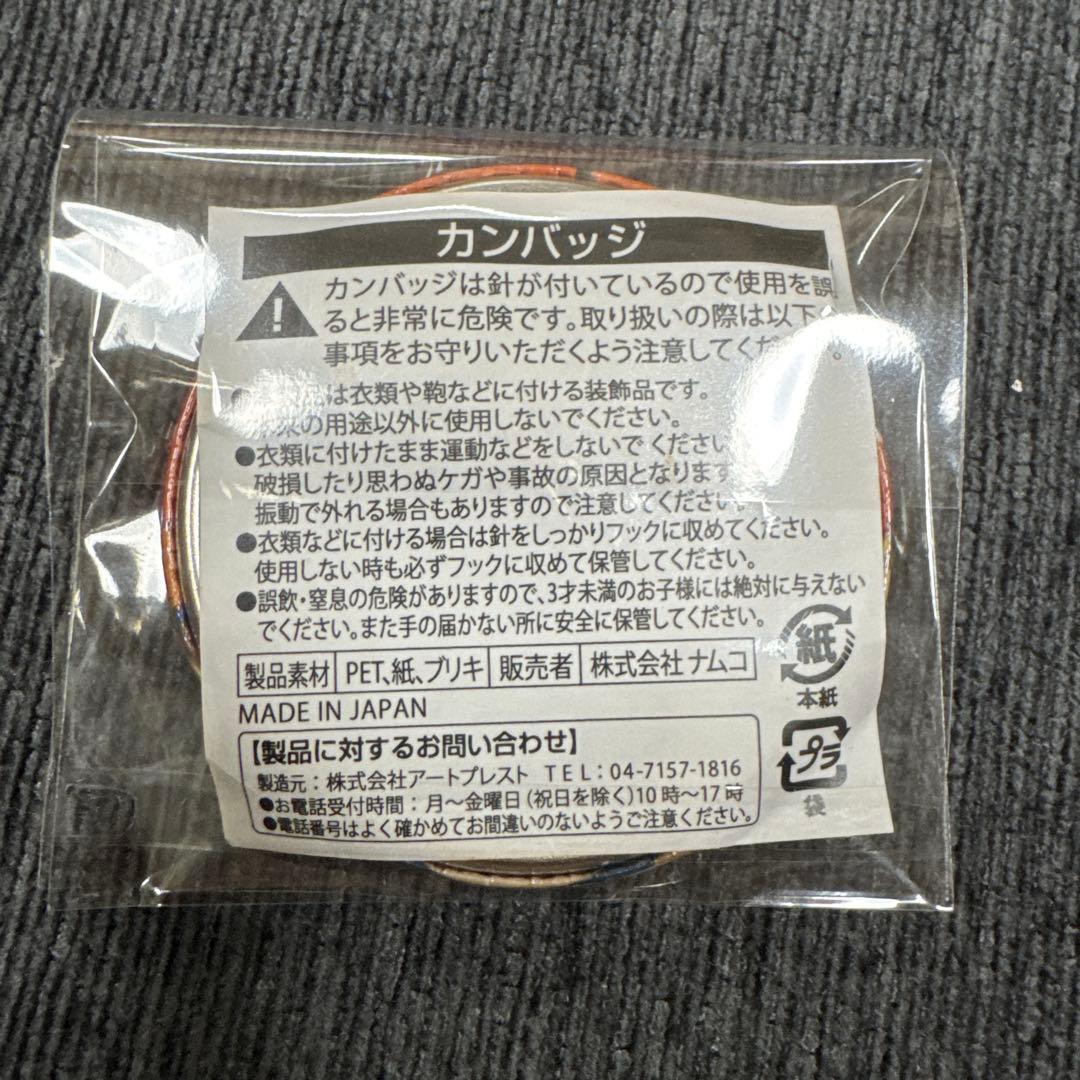 カンバッジ
カンバッジは針が付いているので使用を誤
ると非常に危険です。取り扱いの際は以下
事項をお守りいただくよう注意してくだ
品は衣類や鞄などに付ける装飾品です。
の用途以外に使用しないでください。
●衣類に付けたまま運動などをしないでください
破損したり思わぬケガや事故の原因となります
振動で外れる場合もありますので注意してください。
●衣類などに付ける場合は針をしっかりフックに収めてください。
使用しない時も必ずフックに収めて保管してください。
●誤飲・窒息の危険がありますので、3才未満のお子様には絶対に与えない
でください。また手の届かない所に安全に保管してください。
製品素材 PET、紙、ブリキ 販売者 株式会社 ナムコ
MADE IN JAPAN
【製品に対するお問い合わせ】
製造元：株式会社アートプレスト TEL：04-7157-1816
●お電話受付時間：月〜金曜日（祝日を除く）10時〜17時
●電話番号はよく確かめてお間違いのないようご注意ください。
紙
本紙
プラ
袋